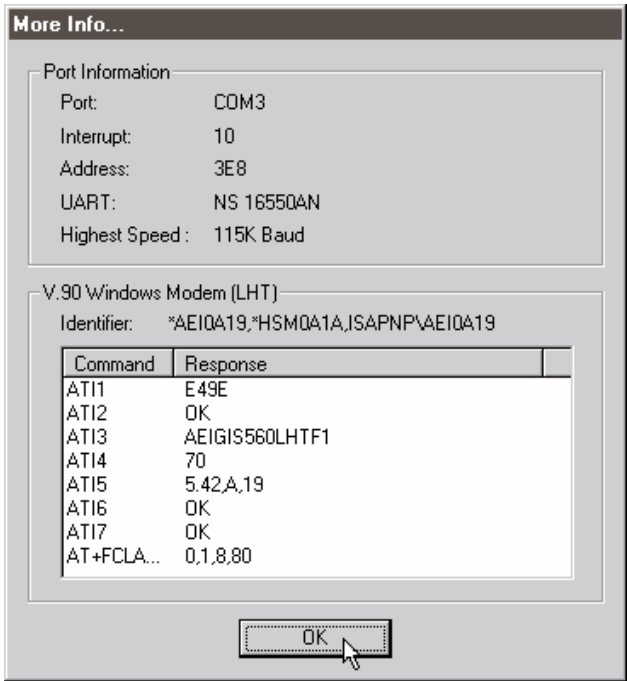 More Info...
Port Information
Port: COM3
Interrupt: 10
Address: 3E8
UART: NS 16550AN
Highest Speed : 115K Baud
V.90 Windows Modem (LHT)
Identifier: *AEI0A19,*HSM0A1A,ISAPNP\AEI0A19
Command Response
ATI1 E49E
ATI2 OK
ATI3 AEIGIS560LHTF1
ATI4 70
ATI5 5.42,A,19
ATI6 OK
ATI7 OK
AT+FCLA... 0,1,8,80
OK